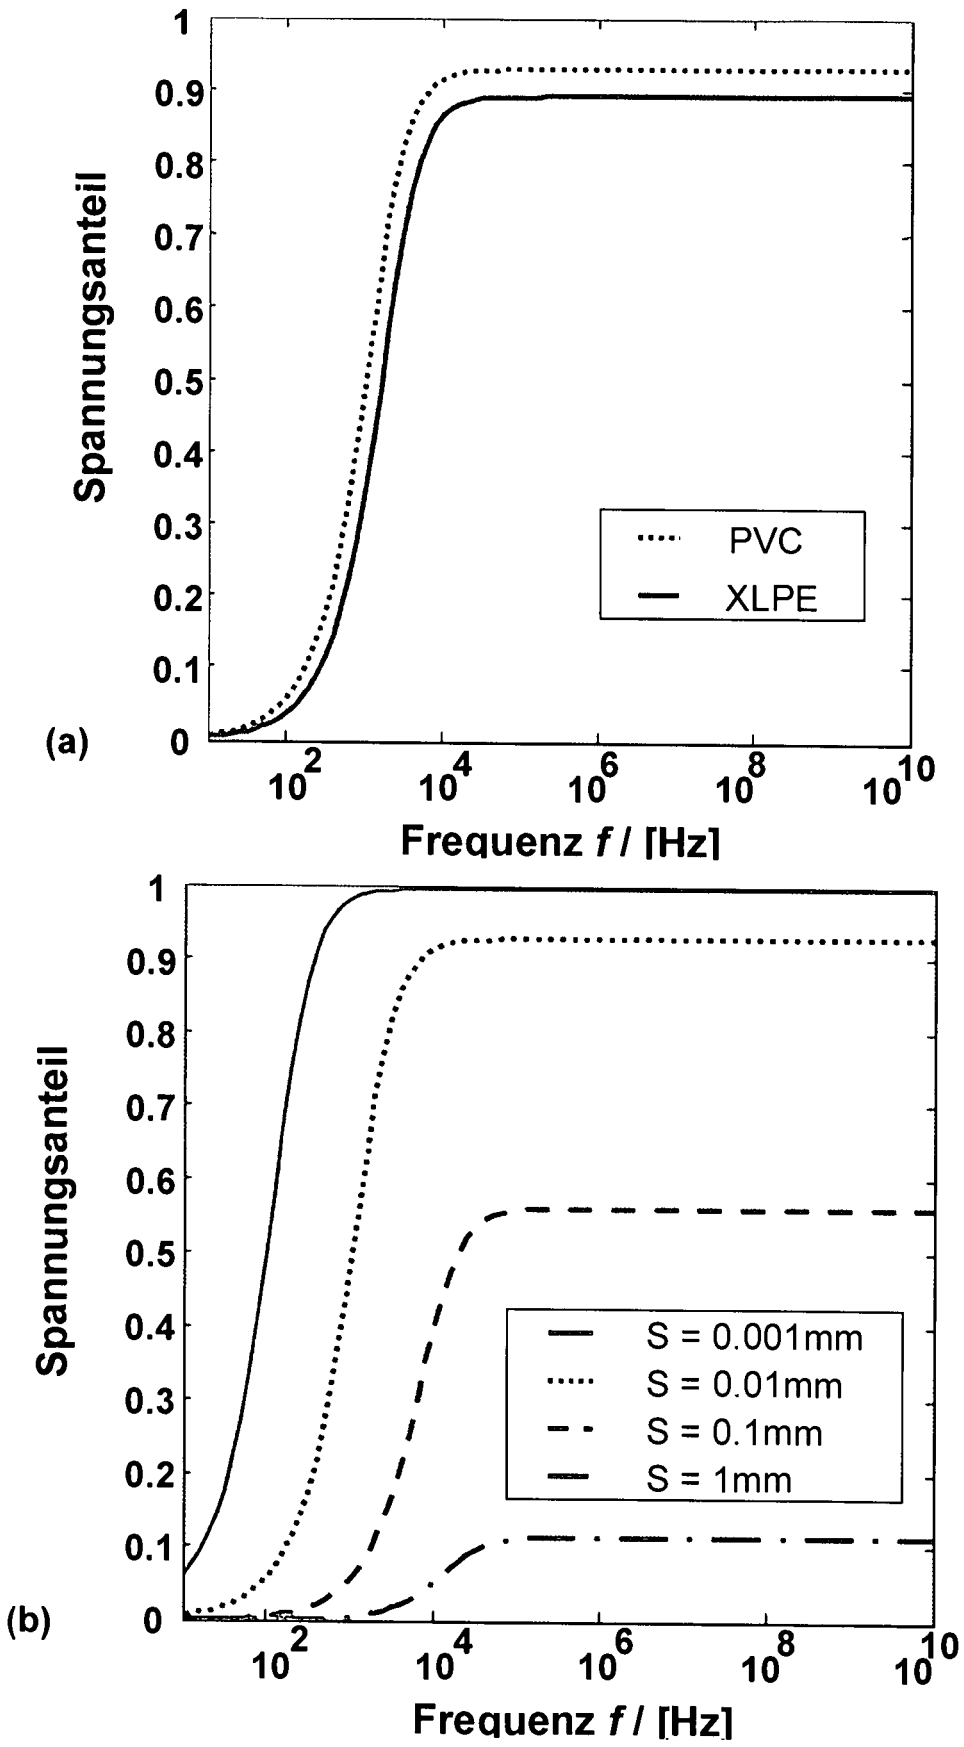 1
0.9
0.8
0.7
0.6
0.5
0.4
0.3
0.2
0.1
0
Spannungsanteil
PVC
XLPE
(a)
10^2 10^4 10^6 10^8 10^10
Frequenz f / [Hz]
1
0.9
0.8
0.7
0.6
0.5
0.4
0.3
0.2
0.1
0
Spannungsanteil
S = 0.001mm
S = 0.01mm
S = 0.1mm
S = 1mm
(b)
10^2 10^4 10^6 10^8 10^10
Frequenz f / [Hz]